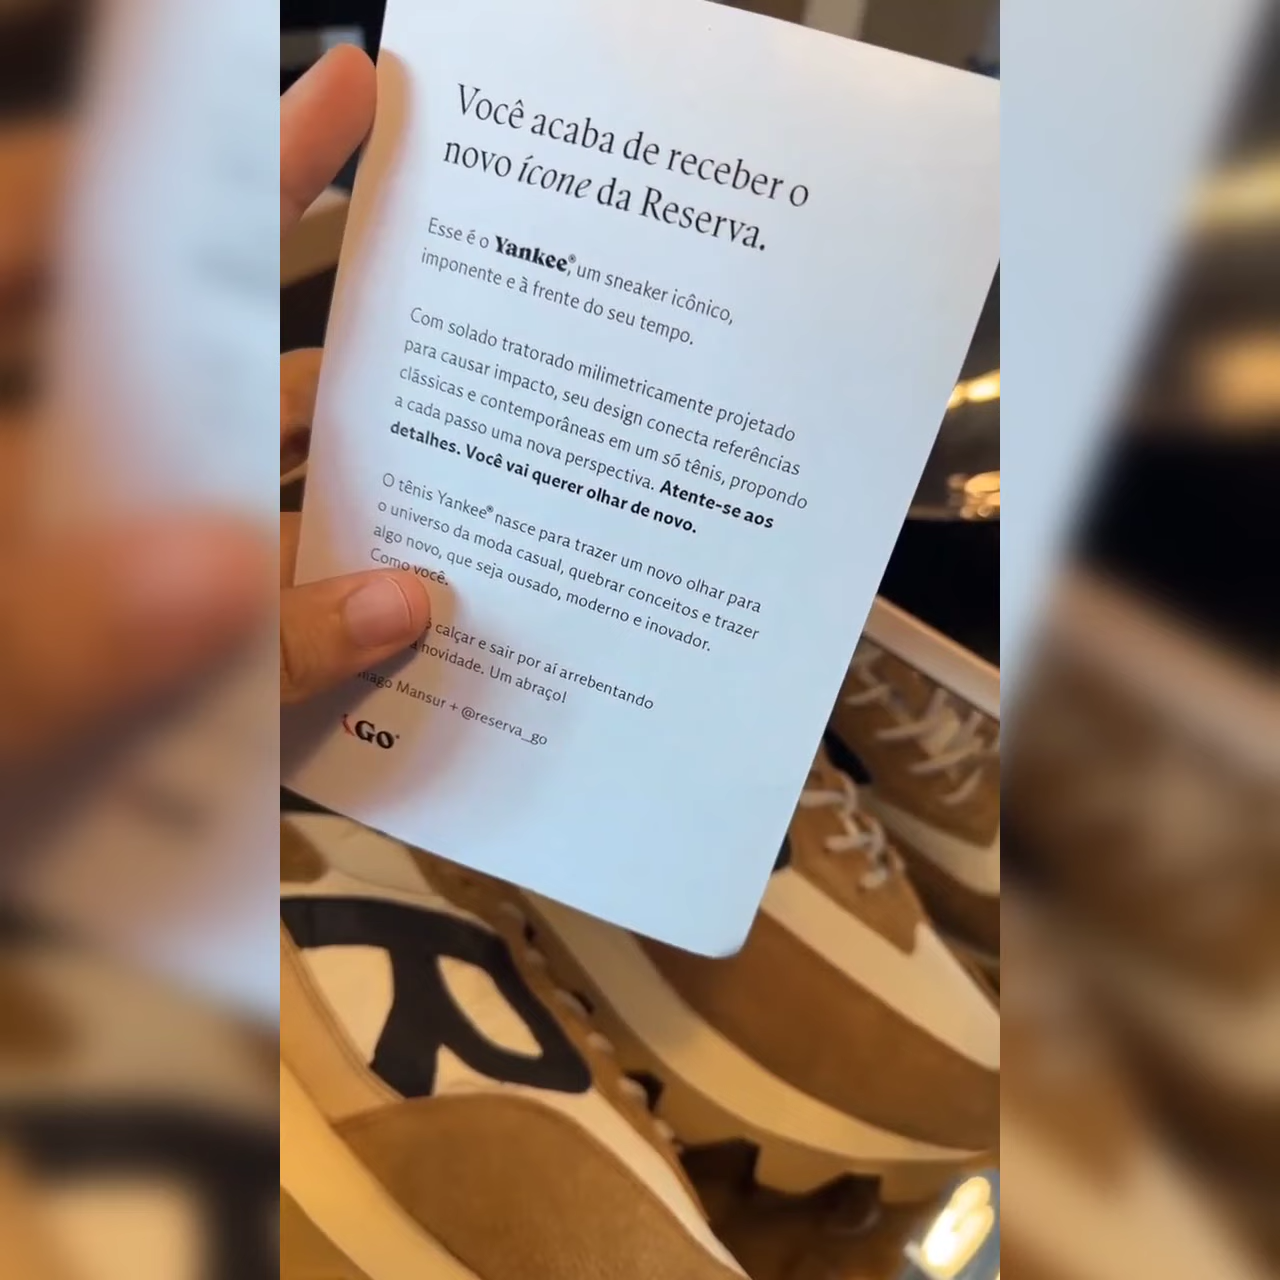 Você acaba de receber o
novo ícone da Reserva.
Esse é o Yankee®, um sneaker icônico,
imponente e à frente do seu tempo.
Com solado tratorado milimetricamente projetado
para causar impacto, seu design conecta referências
clássicas e contemporâneas em um só tênis, propondo
a cada passo uma nova perspectiva. Atente-se aos
detalhes. Você vai querer olhar de novo.
O tênis Yankee® nasce para trazer um novo olhar para
o universo da moda casual, quebrar conceitos e trazer
algo novo, que seja ousado, moderno e inovador.
Como você.
calçar e sair por aí arrebentando
novidade. Um abraço!
Mansur + @reserva_go
GO